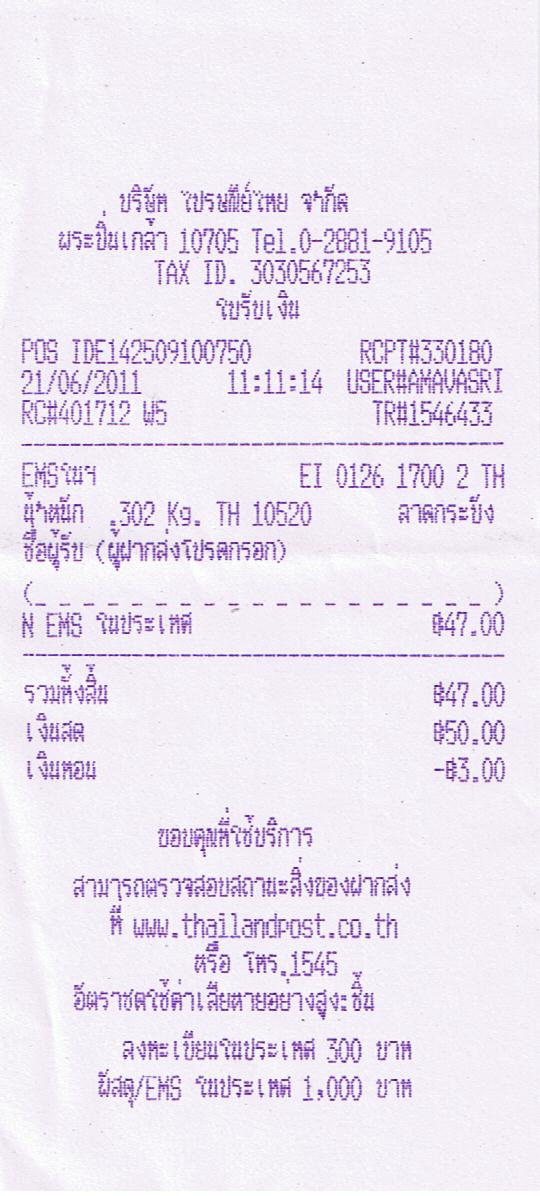 บริษัท ไปรษณีย์ไทย จำกัด
พระปิ่นเกล้า 10705 Tel.0-2881-9105
TAX ID. 3030567253
ใบรับเงิน
POS IDE142509100750 RCPT#330180
21/06/2011 11:11:14 USER#AMAVASRI
RC#401712 W5 TR#1546433
EMSในฯ EI 0126 1700 2 TH
น้ำหนัก .302 Kg. TH 10520 ลาดกระบัง
ชื่อผู้รับ (ผู้ฝากส่งโปรดกรอก)
(_ _ _ _ _ _ _ _ _ _ _ _ _ _ _ _ _ _ _)
N EMS ในประเทศ ฿47.00
รวมทั้งสิ้น ฿47.00
เงินสด ฿50.00
เงินทอน -฿3.00
ขอบคุณที่ใช้บริการ
สามารถตรวจสอบสถานะสิ่งของฝากส่ง
ที่ www.thailandpost.co.th
หรือ โทร.1545
อัตราชดใช้ค่าเสียหายอย่างสูง:ชิ้น
ลงทะเบียนในประเทศ 300 บาท
พัสดุ/EMS ในประเทศ 1,000 บาท